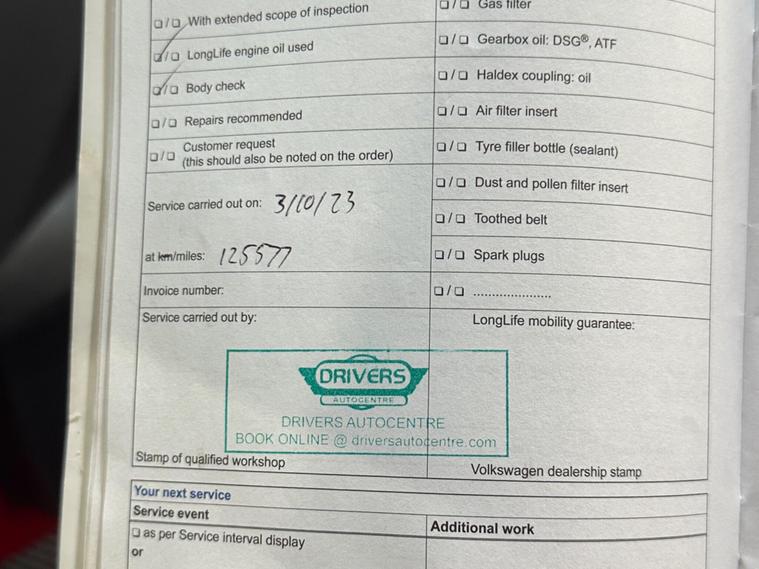 ❏/❏ With extended scope of inspection
❏/❏ LongLife engine oil used
❏/❏ Body check
❏/❏ Repairs recommended
❏/❏ Customer request
(this should also be noted on the order)
Service carried out on: 3/10/23
at km/miles: 125577
Invoice number:
Service carried out by:
❏/❏ Gas filter
❏/❏ Gearbox oil: DSG®, ATF
❏/❏ Haldex coupling: oil
❏/❏ Air filter insert
❏/❏ Tyre filler bottle (sealant)
❏/❏ Dust and pollen filter insert
❏/❏ Toothed belt
❏/❏ Spark plugs
❏/❏ ......................
LongLife mobility guarantee:
DRIVERS
AUTOCENTRE
DRIVERS AUTOCENTRE
BOOK ONLINE @ driversautocentre.com
Stamp of qualified workshop
Volkswagen dealership stamp
Your next service
Service event
❏ as per Service interval display
or
Additional work